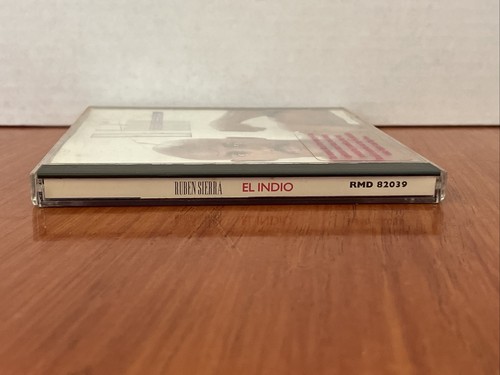 RUBEN SIERRA EL INDIO RMD 82039